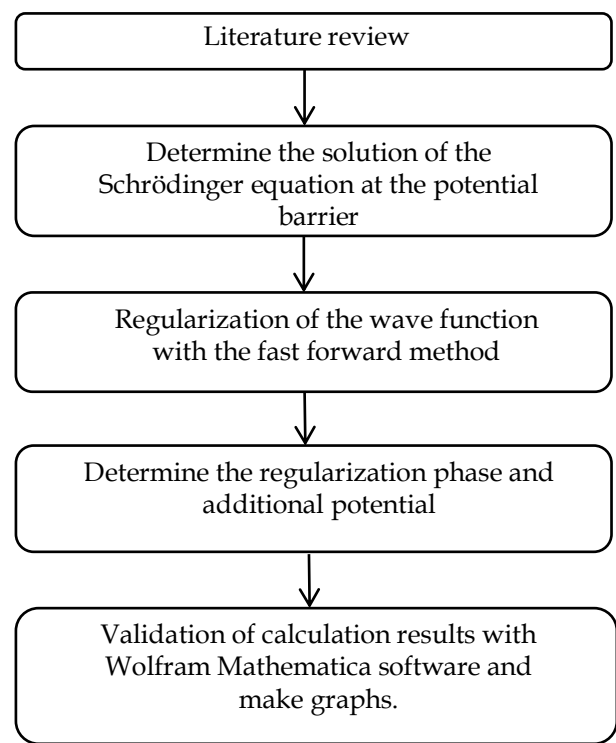 Literature review
Determine the solution of the
Schrödinger equation at the potential
barrier
Regularization of the wave function
with the fast forward method
Determine the regularization phase and
additional potential
Validation of calculation results with
Wolfram Mathematica software and
make graphs.